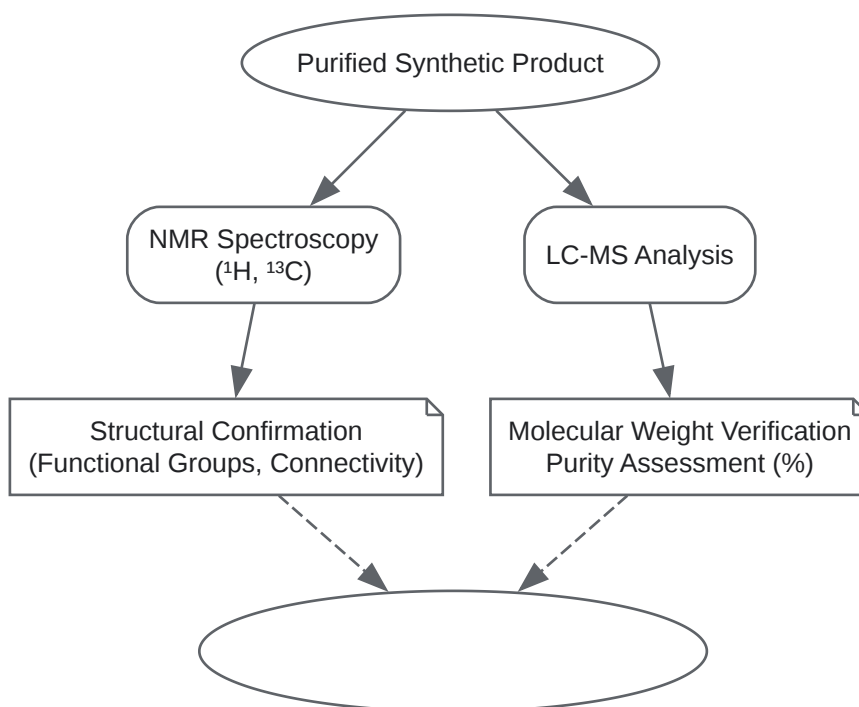 Purified Synthetic Product
NMR Spectroscopy
(¹H, ¹³C)
LC-MS Analysis
Structural Confirmation
(Functional Groups, Connectivity)
Molecular Weight Verification
Purity Assessment (%)